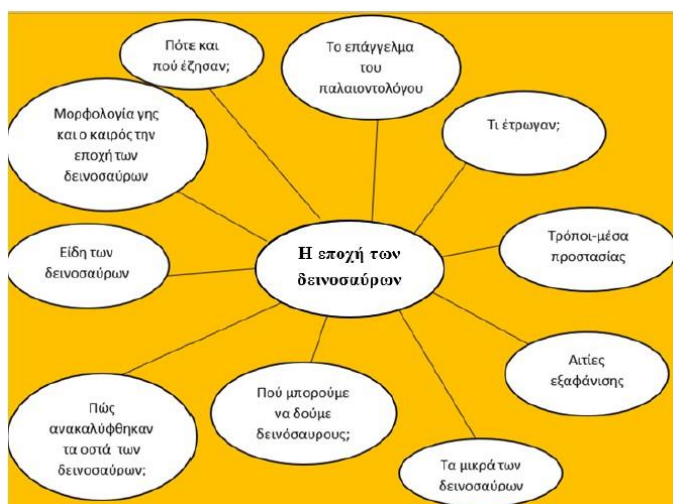 Πότε και
πού έζησαν;
Το επάγγελμα
του
παλαιοντολόγου
Μορφολογία γης
και ο καιρός την
εποχή των
δεινοσαύρων
Τι έτρωγαν;
Η εποχή των
δεινοσαύρων
Είδη των
δεινοσαύρων
Τρόποι-μέσα
προστασίας
Αιτίες
εξαφάνισης
Πού μπορούμε
να δούμε
δεινόσαυρους;
Πώς
ανακαλύφθηκαν
τα οστά των
δεινοσαύρων;
Τα μικρά των
δεινοσαύρων